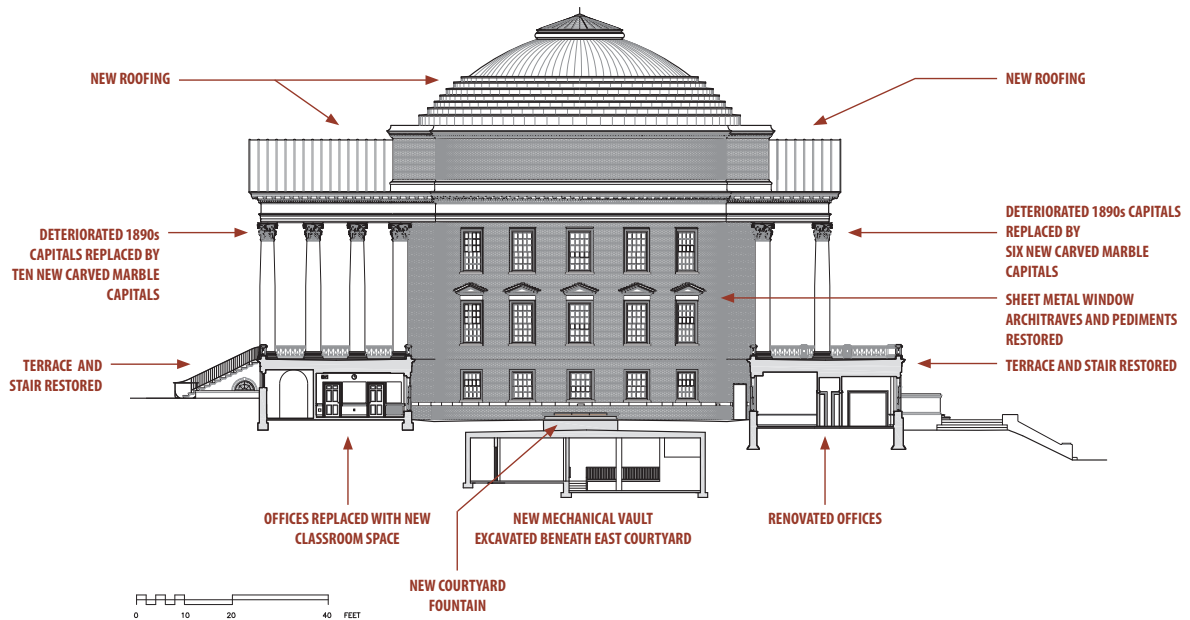 NEW ROOFING
NEW ROOFING
DETERIORATED 1890s
CAPITALS REPLACED BY
TEN NEW CARVED MARBLE
CAPITALS
DETERIORATED 1890s CAPITALS
REPLACED BY
SIX NEW CARVED MARBLE
CAPITALS
SHEET METAL WINDOW
ARCHITRAVES AND PEDIMENTS
RESTORED
TERRACE AND
STAIR RESTORED
TERRACE AND STAIR RESTORED
OFFICES REPLACED WITH NEW
CLASSROOM SPACE
NEW MECHANICAL VAULT
EXCAVATED BENEATH EAST COURTYARD
RENOVATED OFFICES
NEW COURTYARD
FOUNTAIN
0 10 20 40 FEET